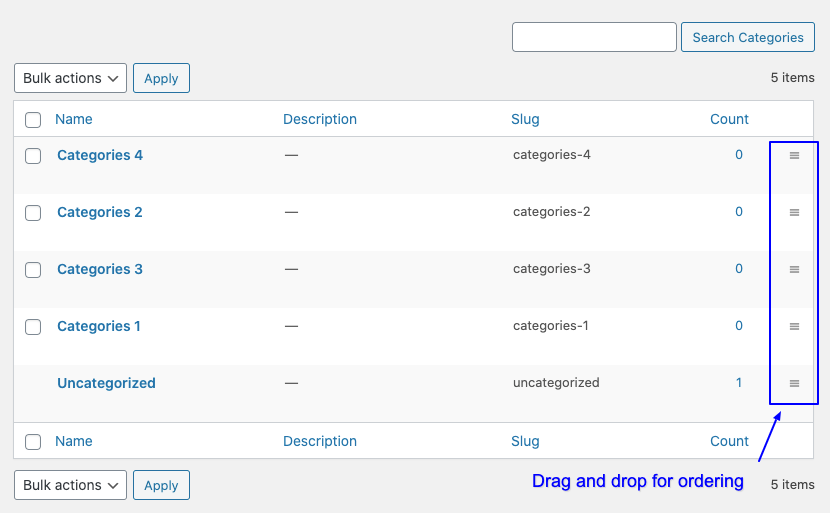 Search Categories
Bulk actions Apply 5 items
Name Description Slug Count
Categories 4 — categories-4 0
Categories 2 — categories-2 0
Categories 3 — categories-3 0
Categories 1 — categories-1 0
Uncategorized — uncategorized 1
Name Description Slug Count
Bulk actions Apply Drag and drop for ordering 5 items